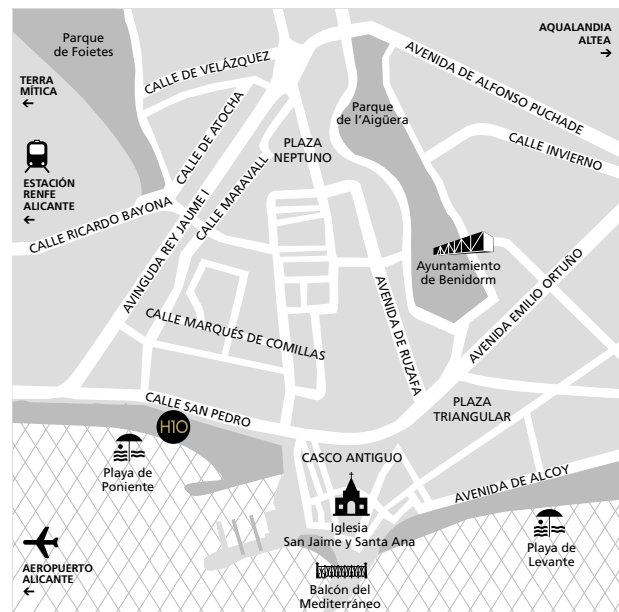 Parque
de Foietes
AQUALANDIA
ALTEA
→
CALLE DE VELÁZQUEZ
AVENIDA DE ALFONSO PUCHADE
TERRA
MÍTICA
←
Parque
de l'Aigüera
CALLE DE ATOCHA
PLAZA
NEPTUNO
CALLE INVIERNO
ESTACIÓN
RENFE
ALICANTE
←
CALLE RICARDO BAYONA
AVINGUDA REY JAUME I
CALLE MARAVALL
Ayuntamiento
de Benidorm
AVENIDA DE RUZAFA
AVENIDA EMILIO ORTUÑO
CALLE MARQUÉS DE COMILLAS
CALLE SAN PEDRO
PLAZA
TRIANGULAR
H10
Playa de
Poniente
CASCO ANTIGUO
AVENIDA DE ALCOY
Iglesia
San Jaime y Santa Ana
Playa de
Levante
AEROPUERTO
ALICANTE
←
Balcón del
Mediterráneo